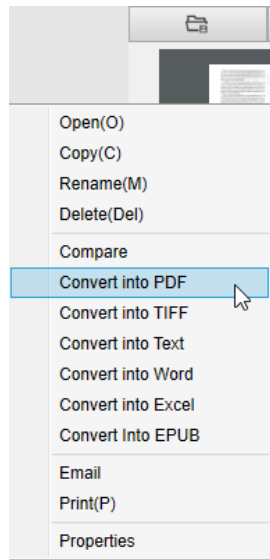 Open(O)
Copy(C)
Rename(M)
Delete(Del)
Compare
Convert into PDF
Convert into TIFF
Convert into Text
Convert into Word
Convert into Excel
Convert Into EPUB
Email
Print(P)
Properties